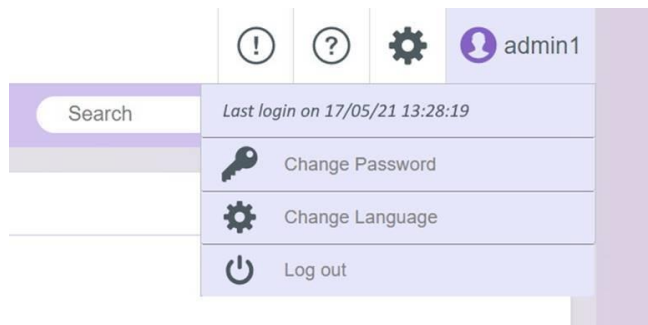 admin1
Search
Last login on 17/05/21 13:28:19
Change Password
Change Language
Log out